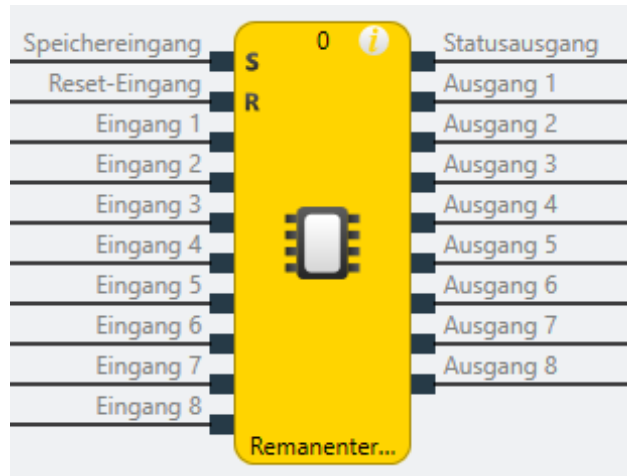 Speichereingang
Reset-Eingang
Eingang 1
Eingang 2
Eingang 3
Eingang 4
Eingang 5
Eingang 6
Eingang 7
Eingang 8
0 i
S
R
Remanenter...
Statusausgang
Ausgang 1
Ausgang 2
Ausgang 3
Ausgang 4
Ausgang 5
Ausgang 6
Ausgang 7
Ausgang 8